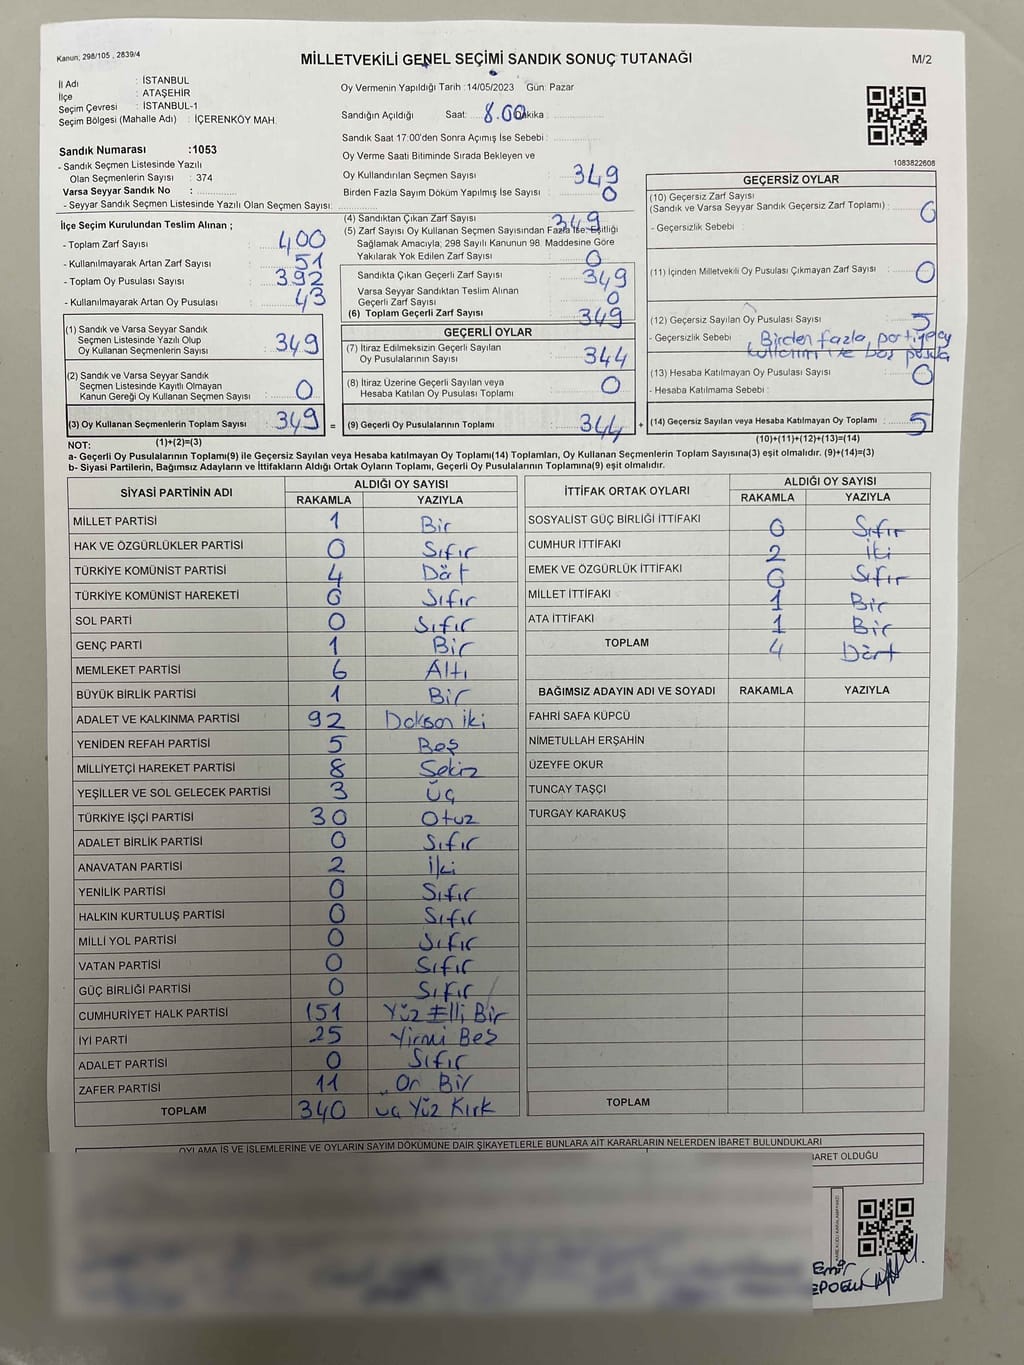 Kanun; 298/105 , 2839/4
MİLLETVEKİLİ GENEL SEÇİMİ SANDIK SONUÇ TUTANAĞI
M/2
İl Adı : İSTANBUL
İlçe : ATAŞEHİR
Seçim Çevresi : İSTANBUL-1
Seçim Bölgesi (Mahalle Adı) : İÇERENKÖY MAH.
Sandık Numarası :1053
- Sandık Seçmen Listesinde Yazılı
Olan Seçmenlerin Sayısı : 374
Varsa Seyyar Sandık No :
- Seyyar Sandık Seçmen Listesinde Yazılı Olan Seçmen Sayısı:
Oy Vermenin Yapıldığı Tarih :14/05/2023 Gün: Pazar
Sandığın Açıldığı Saat: 8.00 Dakika :
Sandık Saat 17:00'den Sonra Açımış İse Sebebi :
Oy Verme Saati Bitiminde Sırada Bekleyen ve
Oy Kullandırılan Seçmen Sayısı : 349
Birden Fazla Sayım Döküm Yapılmış İse Sayısı : 0
1083822608
İlçe Seçim Kurulundan Teslim Alınan ;
- Toplam Zarf Sayısı : 400
- Kullanılmayarak Artan Zarf Sayısı : 51
- Toplam Oy Pusulası : 392
- Kullanılmayarak Artan Oy Pusulası : 43
(1) Sandık ve Varsa Seyyar Sandık
Seçmen Listesinde Yazılı Olup
Oy Kullanan Seçmenlerin Sayısı : 349
(2) Sandık ve Varsa Seyyar Sandık
Seçmen Listesinde Kayıtlı Olmayan
Kanun Gereği Oy Kullanan Seçmen Sayısı : 0
(3) Oy Kullanan Seçmenlerin Toplam Sayısı : 349 =
(4) Sandıktan Çıkan Zarf Sayısı : 349
(5) Zarf Sayısı Oy Kullanan Seçmen Sayısından Fazla İse; Eşitliği
Sağlamak Amacıyla; 298 Sayılı Kanunun 98. Maddesine Göre
Yakılarak Yok Edilen Zarf Sayısı : 0
Sandıkta Çıkan Geçerli Zarf Sayısı : 349
Varsa Seyyar Sandıktan Teslim Alınan
Geçerli Zarf Sayısı : 0
(6) Toplam Geçerli Zarf Sayısı : 349
GEÇERLİ OYLAR
(7) İtiraz Edilmeksizin Geçerli Sayılan
Oy Pusulalarının Sayısı : 344
(8) İtiraz Üzerine Geçerli Sayılan veya
Hesaba Katılan Oy Pusulası Toplamı : 0
(9) Geçerli Oy Pusulalarının Toplamı : 344 +
GEÇERSİZ OYLAR
(10) Geçersiz Zarf Sayısı
(Sandık ve Varsa Seyyar Sandık Geçersiz Zarf Toplamı) : 0
- Geçersizlik Sebebi :
(11) İçinden Milletvekili Oy Pusulası Çıkmayan Zarf Sayısı : 0
(12) Geçersiz Sayılan Oy Pusulası Sayısı : 5
- Geçersizlik Sebebi : Birden fazla partiye oy
kullanımı ile boş pusula
(13) Hesaba Katılmayan Oy Pusulası Sayısı : 0
- Hesaba Katılmama Sebebi :
(14) Geçersiz Sayılan veya Hesaba Katılmayan Oy Toplamı : 5
NOT: (1)+(2)=(3) (10)+(11)+(12)+(13)=(14)
a- Geçerli Oy Pusulalarının Toplamı(9) ile Geçersiz Sayılan veya Hesaba katılmayan Oy Toplamı(14) Toplamları, Oy Kullanan Seçmenlerin Toplam Sayısına(3) eşit olmalıdır. (9)+(14)=(3)
b- Siyasi Partilerin, Bağımsız Adayların ve İttifakların Aldığı Ortak Oyların Toplamı, Geçerli Oy Pusulalarının Toplamına(9) eşit olmalıdır.
SİYASİ PARTİNİN ADI ALDIĞI OY SAYISI
RAKAMLA YAZIYLA
MİLLET PARTİSİ 1 Bir
HAK VE ÖZGÜRLÜKLER PARTİSİ 0 Sıfır
TÜRKİYE KOMÜNİST PARTİSİ 4 Dört
TÜRKİYE KOMÜNİST HAREKETİ 0 Sıfır
SOL PARTİ 0 Sıfır
GENÇ PARTİ 1 Bir
MEMLEKET PARTİSİ 6 Altı
BÜYÜK BİRLİK PARTİSİ 1 Bir
ADALET VE KALKINMA PARTİSİ 92 Doksan iki
YENİDEN REFAH PARTİSİ 5 Beş
MİLLİYETÇİ HAREKET PARTİSİ 8 Sekiz
YEŞİLLER VE SOL GELECEK PARTİSİ 3 Üç
TÜRKİYE İŞÇİ PARTİSİ 30 Otuz
ADALET BİRLİK PARTİSİ 0 Sıfır
ANAVATAN PARTİSİ 2 İki
YENİLİK PARTİSİ 0 Sıfır
HALKIN KURTULUŞ PARTİSİ 0 Sıfır
MİLLİ YOL PARTİSİ 0 Sıfır
VATAN PARTİSİ 0 Sıfır
GÜÇ BİRLİĞİ PARTİSİ 0 Sıfır
CUMHURİYET HALK PARTİSİ 151 Yüz Elli Bir
İYİ PARTİ 25 Yirmi Beş
ADALET PARTİSİ 0 Sıfır
ZAFER PARTİSİ 11 On Bir
TOPLAM 340 Üç Yüz Kırk
İTTİFAK ORTAK OYLARI ALDIĞI OY SAYISI
RAKAMLA YAZIYLA
SOSYALİST GÜÇ BİRLİĞİ İTTİFAKI 0 Sıfır
CUMHUR İTTİFAKI 2 İki
EMEK VE ÖZGÜRLÜK İTTİFAKI 0 Sıfır
MİLLET İTTİFAKI 1 Bir
ATA İTTİFAKI 1 Bir
TOPLAM 4 Dört
BAĞIMSIZ ADAYIN ADI VE SOYADI RAKAMLA YAZIYLA
FAHRİ SAFA KÜPCÜ
NİMETULLAH ERŞAHİN
ÜZEYFE OKUR
TUNCAY TAŞÇI
TURGAY KARAKUŞ
TOPLAM
OYLAMA İŞ VE İŞLEMLERİNE VE OYLARIN SAYIM DÖKÜMÜNE DAİR ŞİKAYETLERLE BUNLARA AİT KARARLARIN NELERDEN İBARET BULUNDUKLARI
BARET OLDUĞU
Emir